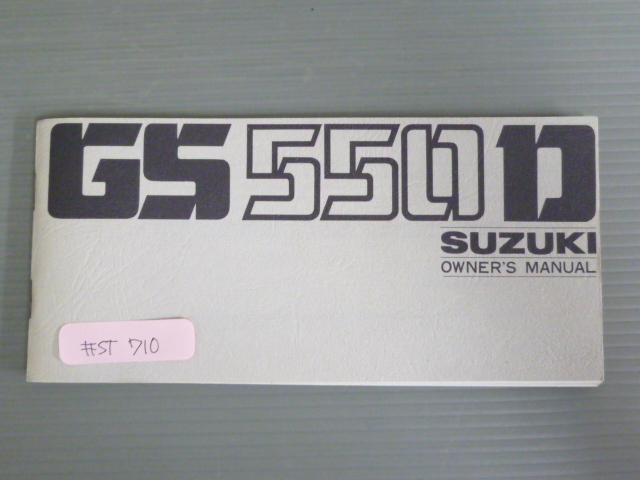 GS550D
SUZUKI
OWNER'S MANUAL
#ST 710